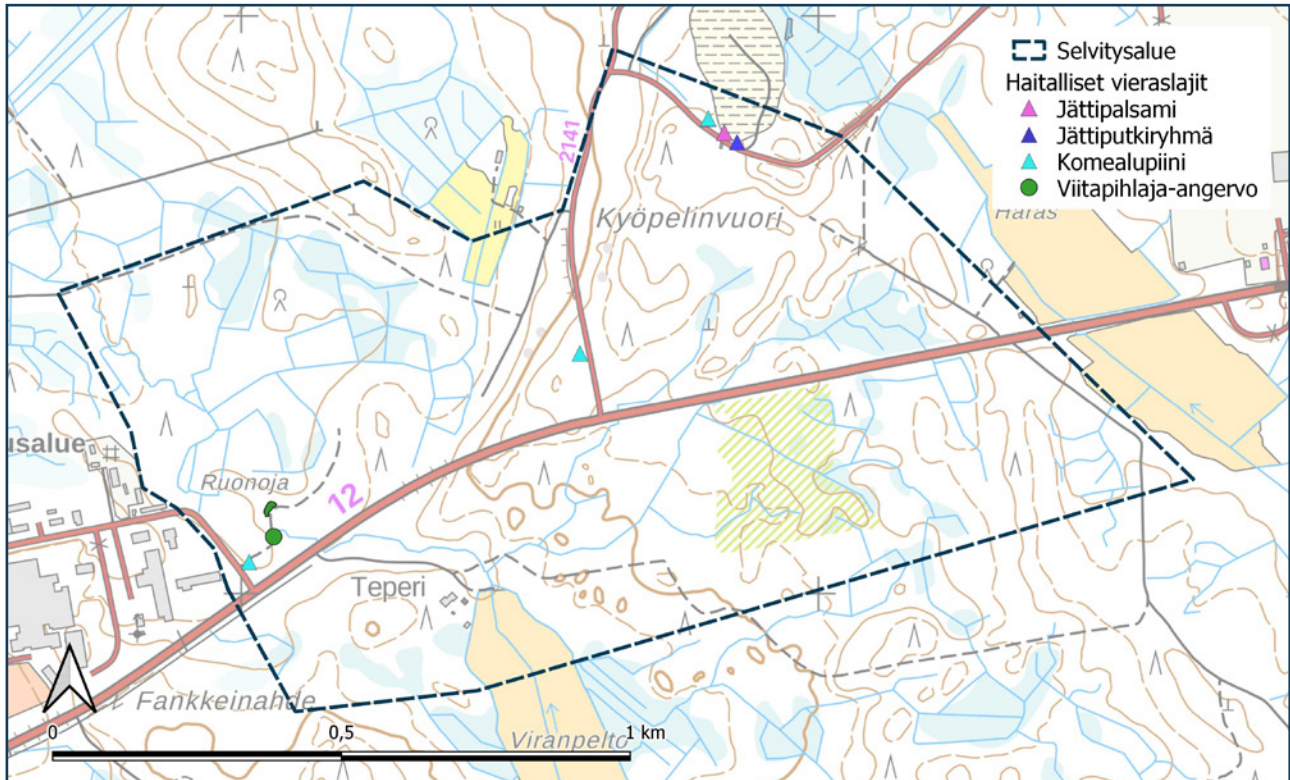 Selvitysalue
Haitalliset vieraslajit
Jättipalsami
Jättiputkiryhmä
Komealupiini
Viitapihlaja-angervo
2141
Kyöpelinvuori
Haras
usalue
Ruonoja
12
Teperi
Fankkeinahde
Viranpelto
0
0,5
1 km